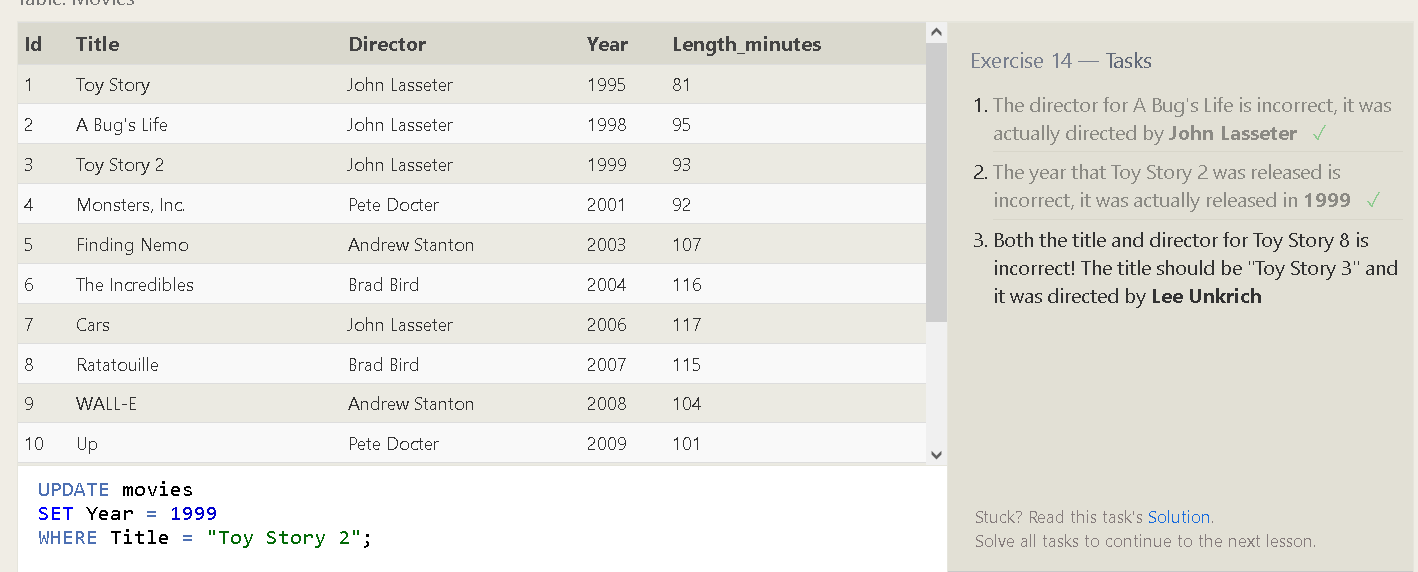 Table: Movies
Id Title Director Year Length_minutes
1 Toy Story John Lasseter 1995 81
2 A Bug's Life John Lasseter 1998 95
3 Toy Story 2 John Lasseter 1999 93
4 Monsters, Inc. Pete Docter 2001 92
5 Finding Nemo Andrew Stanton 2003 107
6 The Incredibles Brad Bird 2004 116
7 Cars John Lasseter 2006 117
8 Ratatouille Brad Bird 2007 115
9 WALL-E Andrew Stanton 2008 104
10 Up Pete Docter 2009 101
UPDATE movies
SET Year = 1999
WHERE Title = "Toy Story 2";
Exercise 14 — Tasks
1. The director for A Bug's Life is incorrect, it was
actually directed by John Lasseter ✓
2. The year that Toy Story 2 was released is
incorrect, it was actually released in 1999 ✓
3. Both the title and director for Toy Story 8 is
incorrect! The title should be "Toy Story 3" and
it was directed by Lee Unkrich
Stuck? Read this task's Solution.
Solve all tasks to continue to the next lesson.